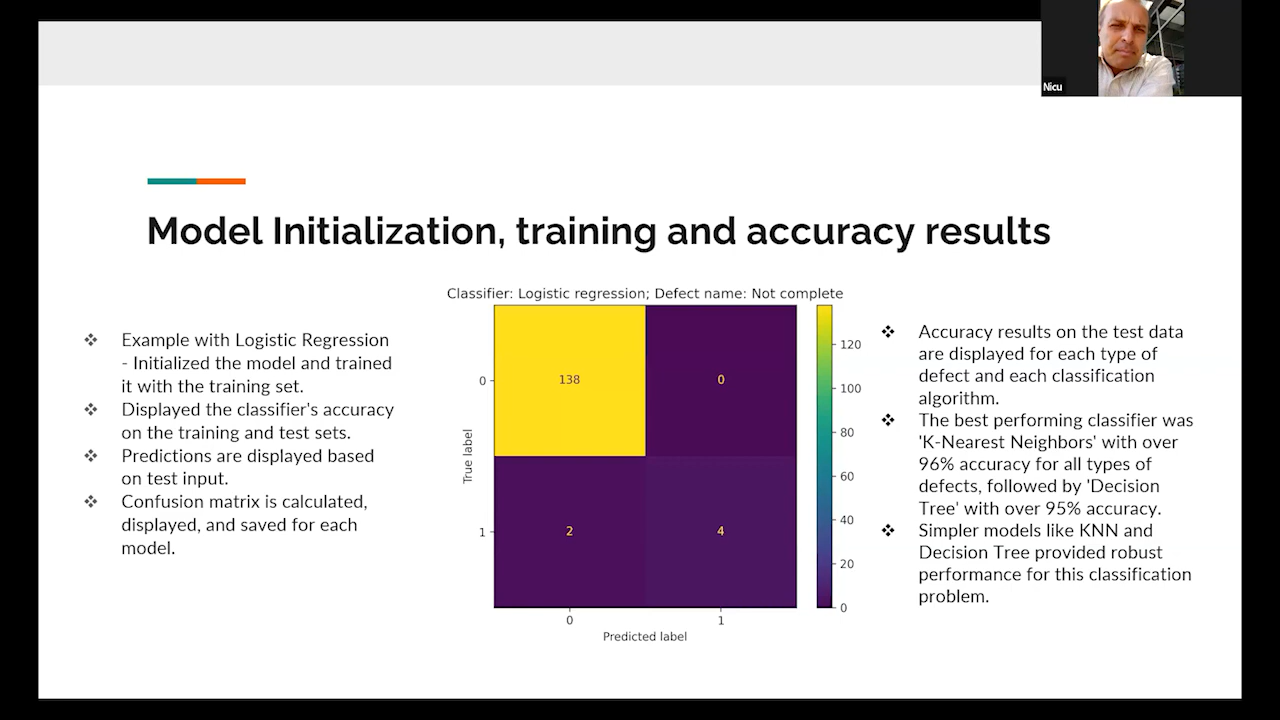 Nicu
Model Initialization, training and accuracy results
❖ Example with Logistic Regression
- Initialized the model and trained
it with the training set.
❖ Displayed the classifier's accuracy
on the training and test sets.
❖ Predictions are displayed based
on test input.
❖ Confusion matrix is calculated,
displayed, and saved for each
model.
Classifier: Logistic regression; Defect name: Not complete
True label
0
138
0
1
2
4
0
1
Predicted label
120
100
80
60
40
20
0
❖ Accuracy results on the test data
are displayed for each type of
defect and each classification
algorithm.
❖ The best performing classifier was
'K-Nearest Neighbors' with over
96% accuracy for all types of
defects, followed by 'Decision
Tree' with over 95% accuracy.
❖ Simpler models like KNN and
Decision Tree provided robust
performance for this classification
problem.